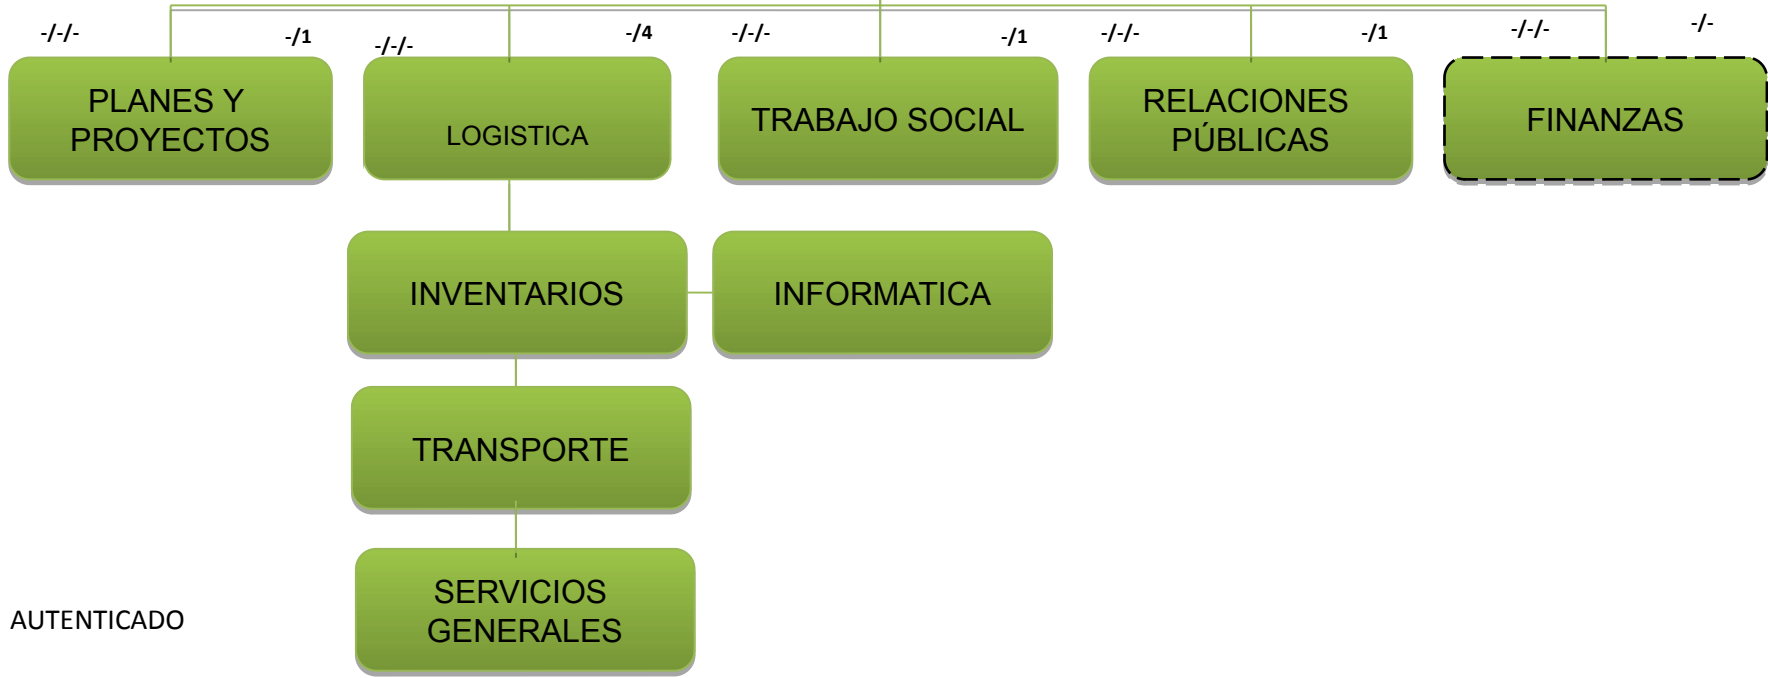 -/-/-
-/1
-/-/-
-/4
-/-/-
-/1
-/-/-
-/1
-/-/-
-/-
PLANES Y
PROYECTOS
LOGISTICA
TRABAJO SOCIAL
RELACIONES
PÚBLICAS
FINANZAS
INVENTARIOS
INFORMATICA
TRANSPORTE
SERVICIOS
GENERALES
AUTENTICADO